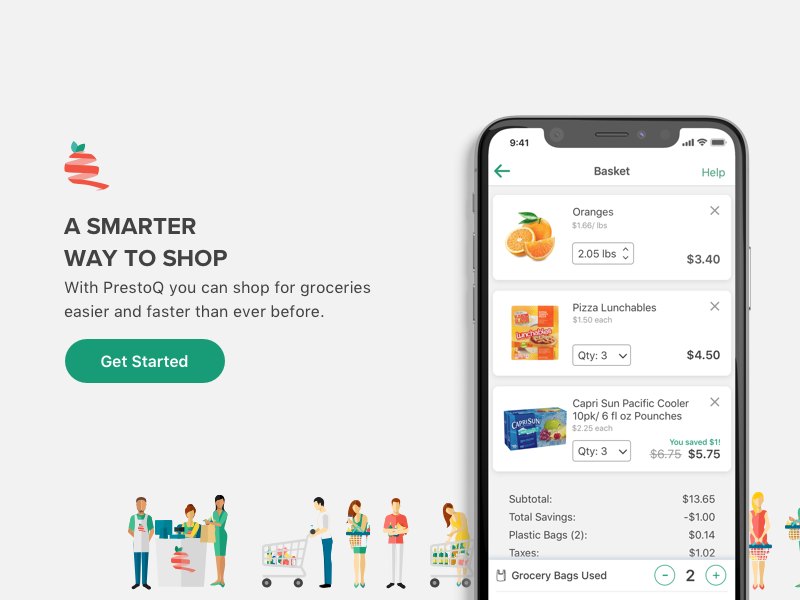 9:41
Basket
Help
A SMARTER
WAY TO SHOP
With PrestoQ you can shop for groceries
easier and faster than ever before.
Get Started
Oranges
$1.66/ lbs
2.05 lbs
$3.40
Pizza Lunchables
$1.50 each
Lunchables
Qty: 3
$4.50
Capri Sun Pacific Cooler
10pk/ 6 fl oz Pounches
$2.25 each
CAPRI SUN
You saved $1!
Qty: 3
$6.75 $5.75
Subtotal: $13.65
Total Savings: -$1.00
Plastic Bags (2): $0.14
Taxes: $1.02
Grocery Bags Used - 2 +